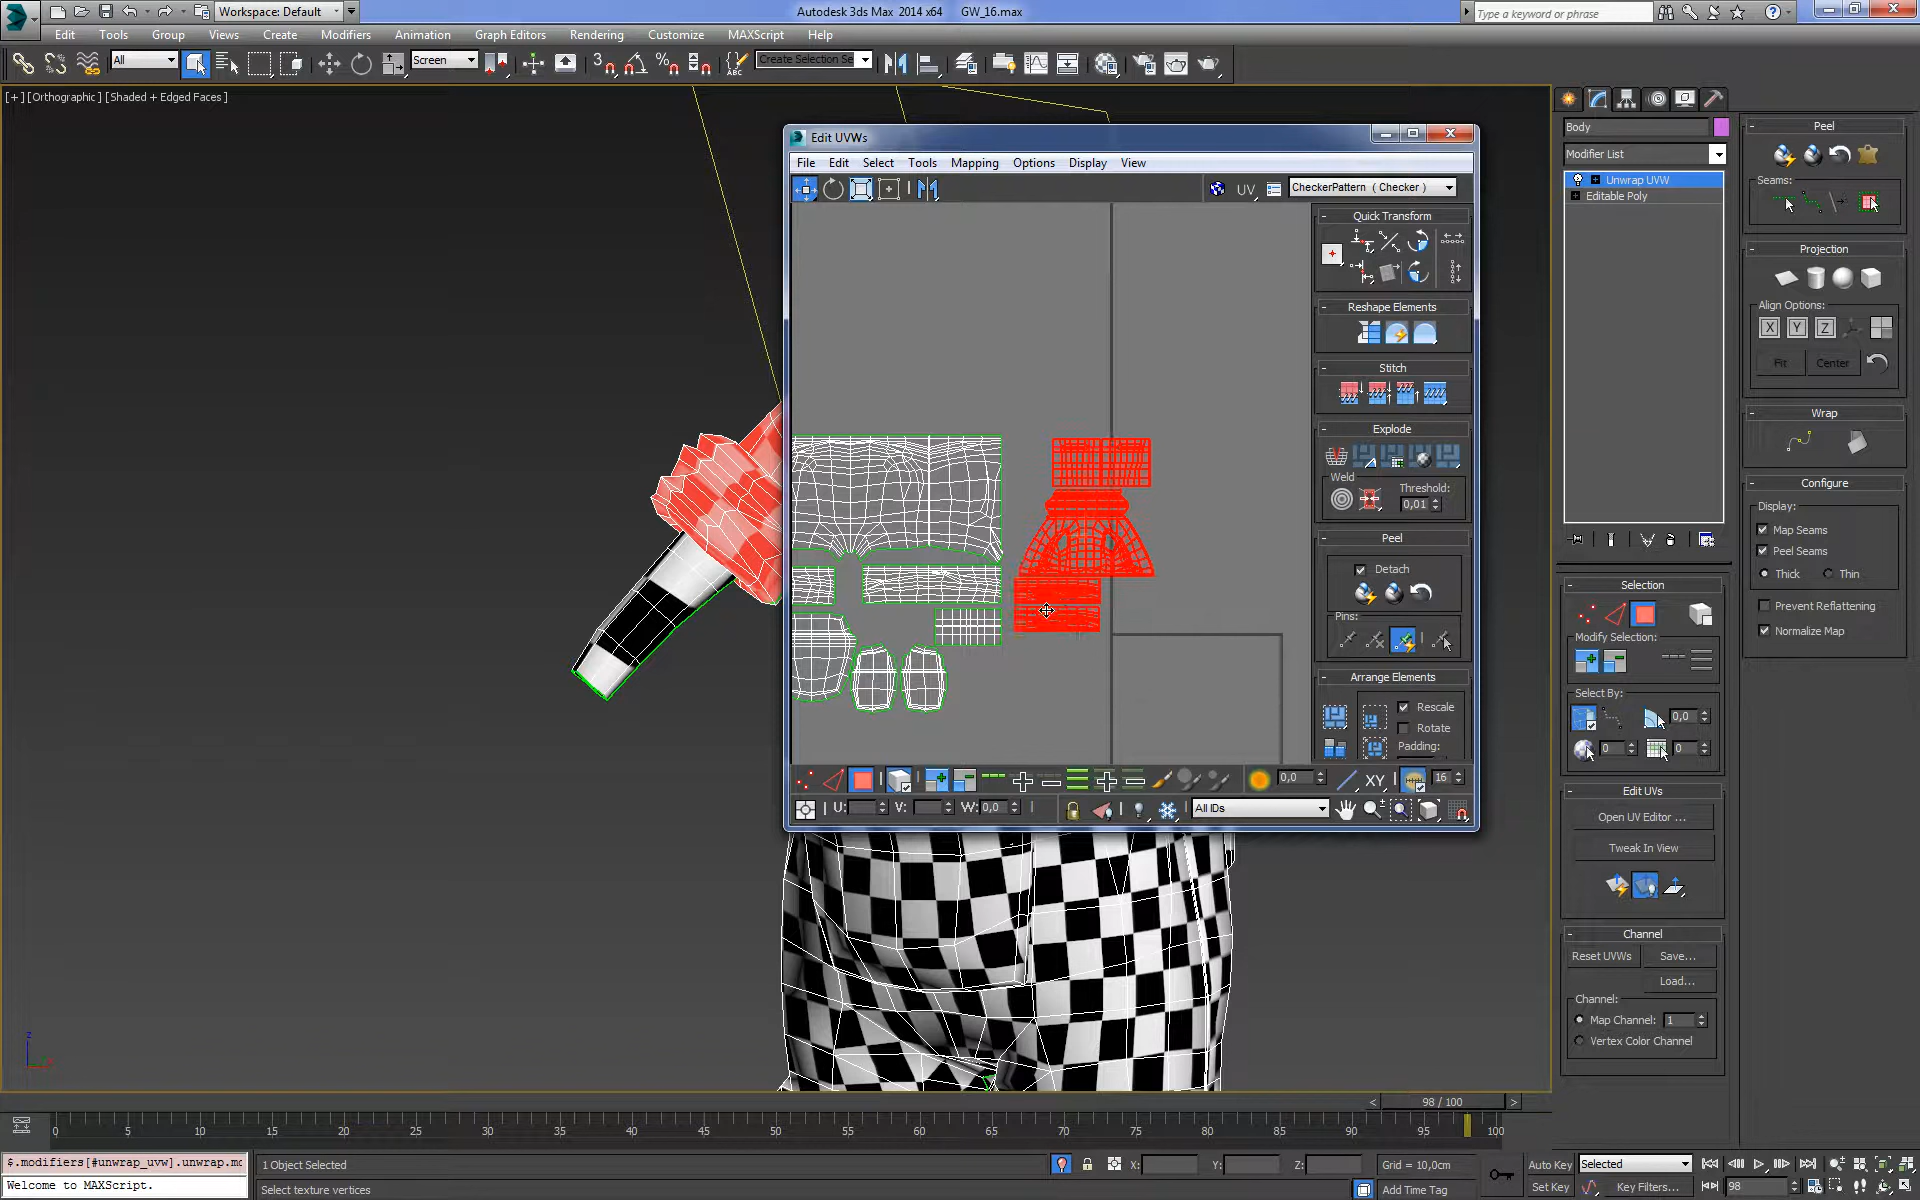 Workspace: Default
Autodesk 3ds Max 2014 x64 GW_16.max
Type a keyword or phrase
Edit Tools Group Views Create Modifiers Animation Graph Editors Rendering Customize MAXScript Help
All
Screen
Create Selection Se
[+] [Orthographic] [Shaded + Edged Faces]
Edit UVWs
File Edit Select Tools Mapping Options Display View
UV
CheckerPattern ( Checker )
Quick Transform
Reshape Elements
Stitch
Explode
Weld
Threshold:
0,01
Peel
Detach
Pins:
Arrange Elements
Rescale
Rotate
Padding:
0,0
XY
16
U: V: W: 0,0
All IDs
Body
Modifier List
Unwrap UVW
Editable Poly
Selection
Modify Selection:
Select By:
0,0
0
0
Edit UVs
Open UV Editor ...
Tweak In View
Channel
Reset UVWs
Save...
Load...
Channel:
Map Channel: 1
Vertex Color Channel
Peel
Seams:
Projection
Align Options:
X Y Z
Fit
Center
Wrap
Configure
Display:
Map Seams
Peel Seams
Thick Thin
Prevent Reflattening
Normalize Map
98 / 100
0 5 10 15 20 25 30 35 40 45 50 55 60 65 70 75 80 85 90 95 100
$.modifiers[#unwrap_uvw].unwrap.mo
Welcome to MAXScript.
1 Object Selected
Select texture vertices
X: Y: Z:
Grid = 10,0cm
Add Time Tag
Auto Key
Selected
Set Key
Key Filters...
98